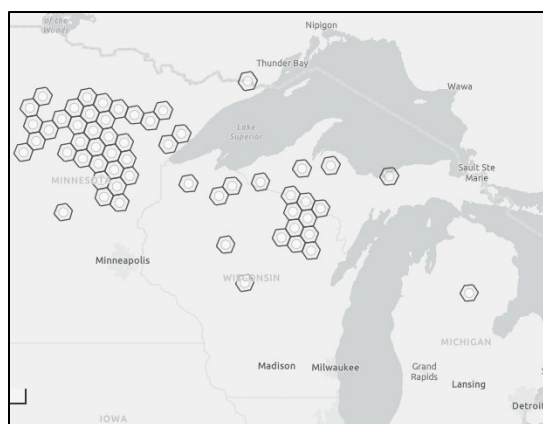 of the
Woods
Nipigon
Thunder Bay
Wawa
Lake
Superior
Sault Ste
Marie
MINNESOTA
Minneapolis
WISCONSIN
MICHIGAN
Madison
Milwaukee
Grand
Rapids
Lansing
Detroit
IOWA